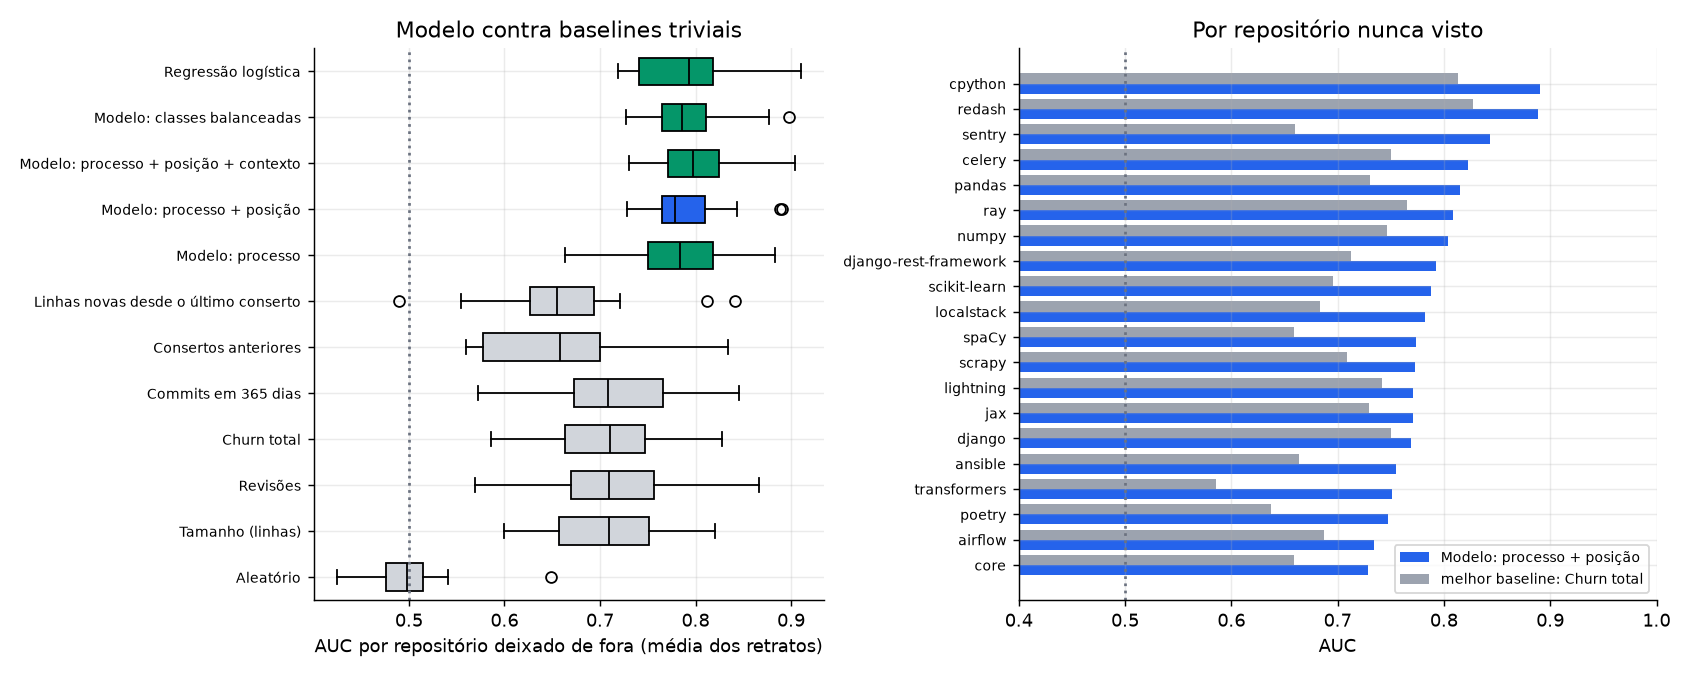 Modelo contra baselines triviais
Regressão logística
Modelo: classes balanceadas
Modelo: processo + posição + contexto
Modelo: processo + posição
Modelo: processo
Linhas novas desde o último conserto
Consertos anteriores
Commits em 365 dias
Churn total
Revisões
Tamanho (linhas)
Aleatório
0.5 0.6 0.7 0.8 0.9
AUC por repositório deixado de fora (média dos retratos)
Por repositório nunca visto
cpython
redash
sentry
celery
pandas
ray
numpy
django-rest-framework
scikit-learn
localstack
spaCy
scrapy
lightning
jax
django
ansible
transformers
poetry
airflow
core
Modelo: processo + posição
melhor baseline: Churn total
0.4 0.5 0.6 0.7 0.8 0.9 1.0
AUC